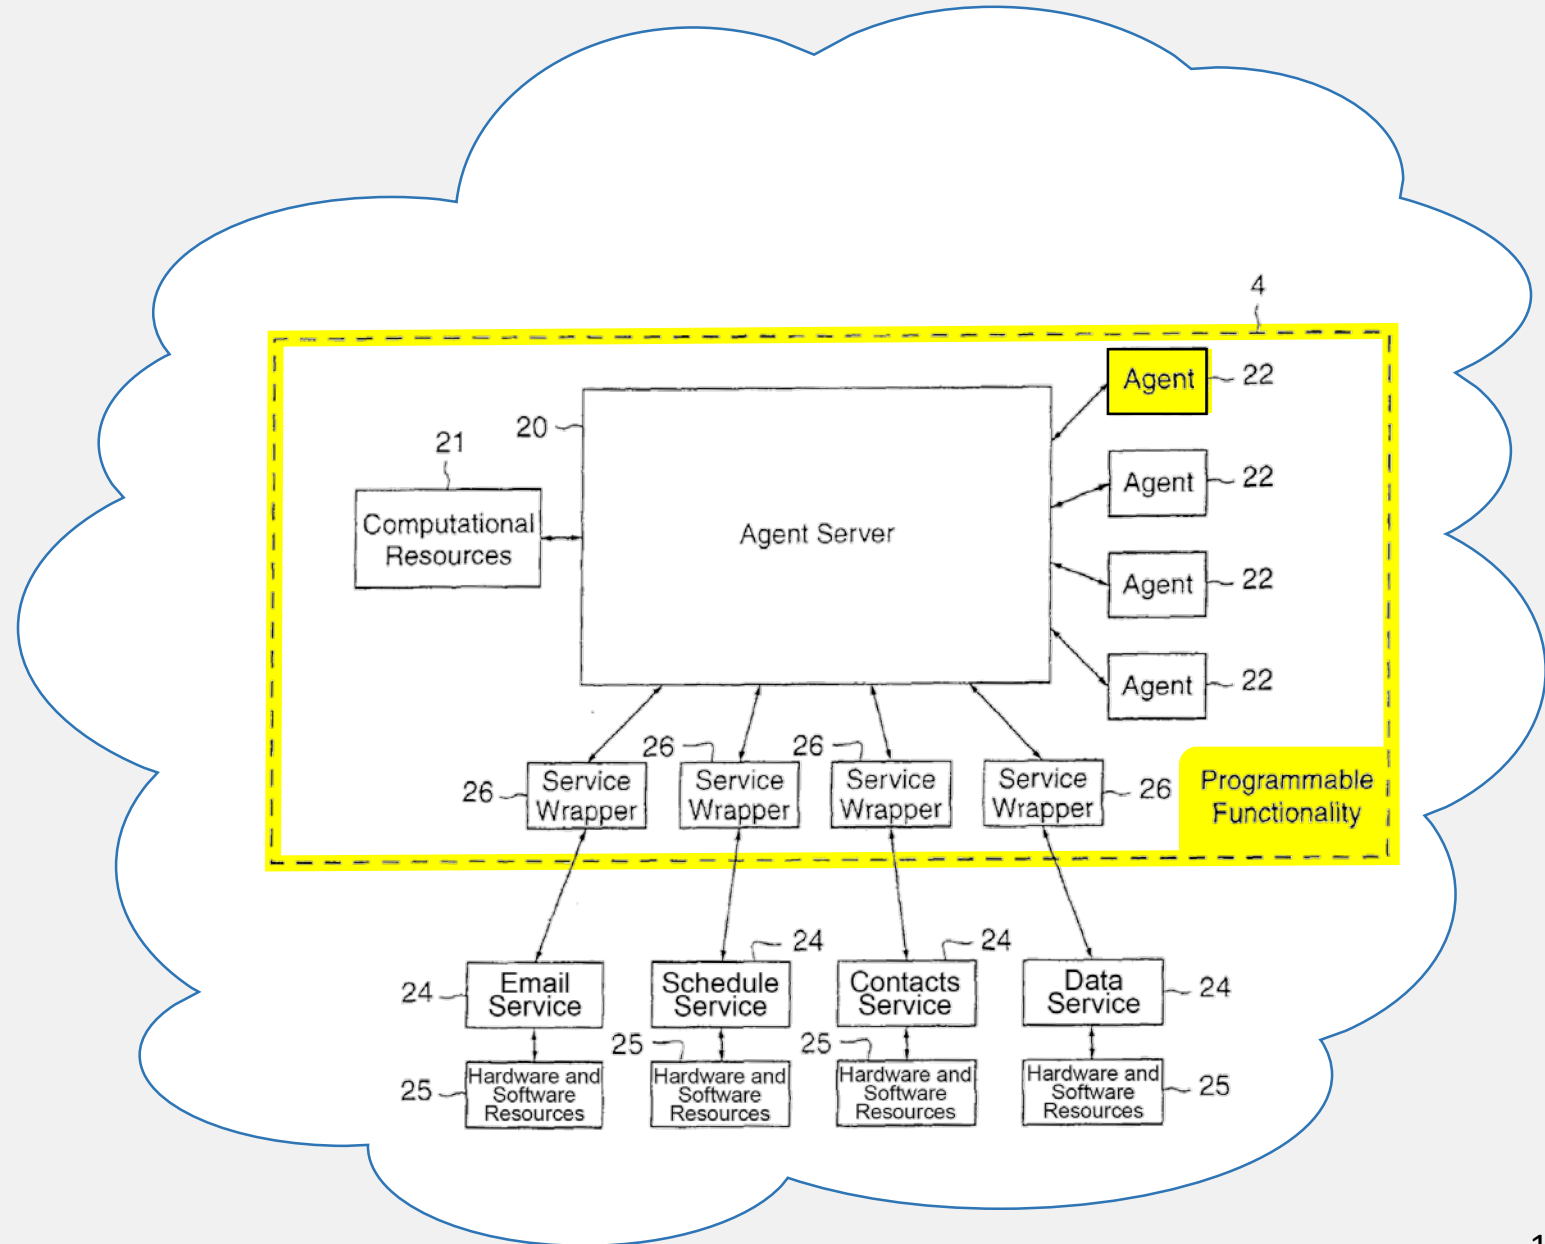 4
Agent
22
20
21
Computational
Resources
Agent Server
Agent
22
Agent
22
Agent
22
26
Service
Wrapper
26
Service
Wrapper
26
Service
Wrapper
Service
Wrapper
26
Programmable
Functionality
24
Email
Service
24
Schedule
Service
24
Contacts
Service
Data
Service
24
25
Hardware and
Software
Resources
25
Hardware and
Software
Resources
25
Hardware and
Software
Resources
Hardware and
Software
Resources
25